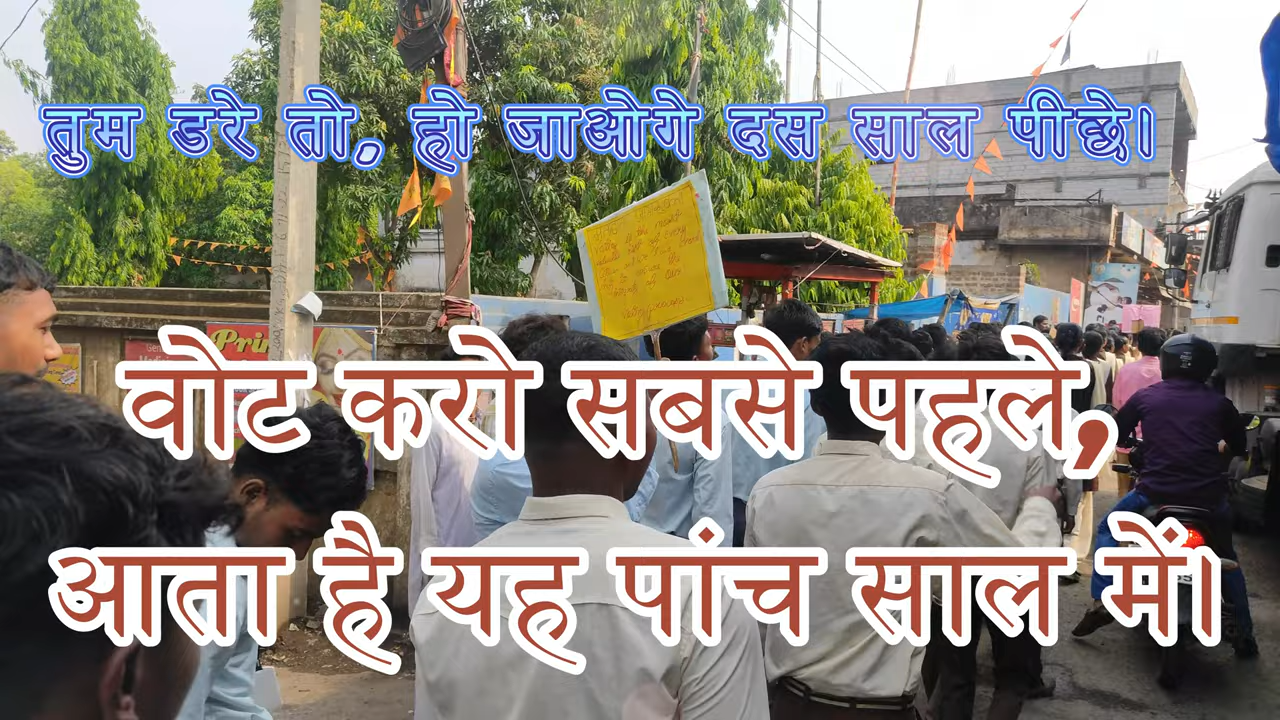 तुम डरे तो, हो जाओगे दस साल पीछे।
वोट करो सबसे पहले,
आता है यह पांच साल में।